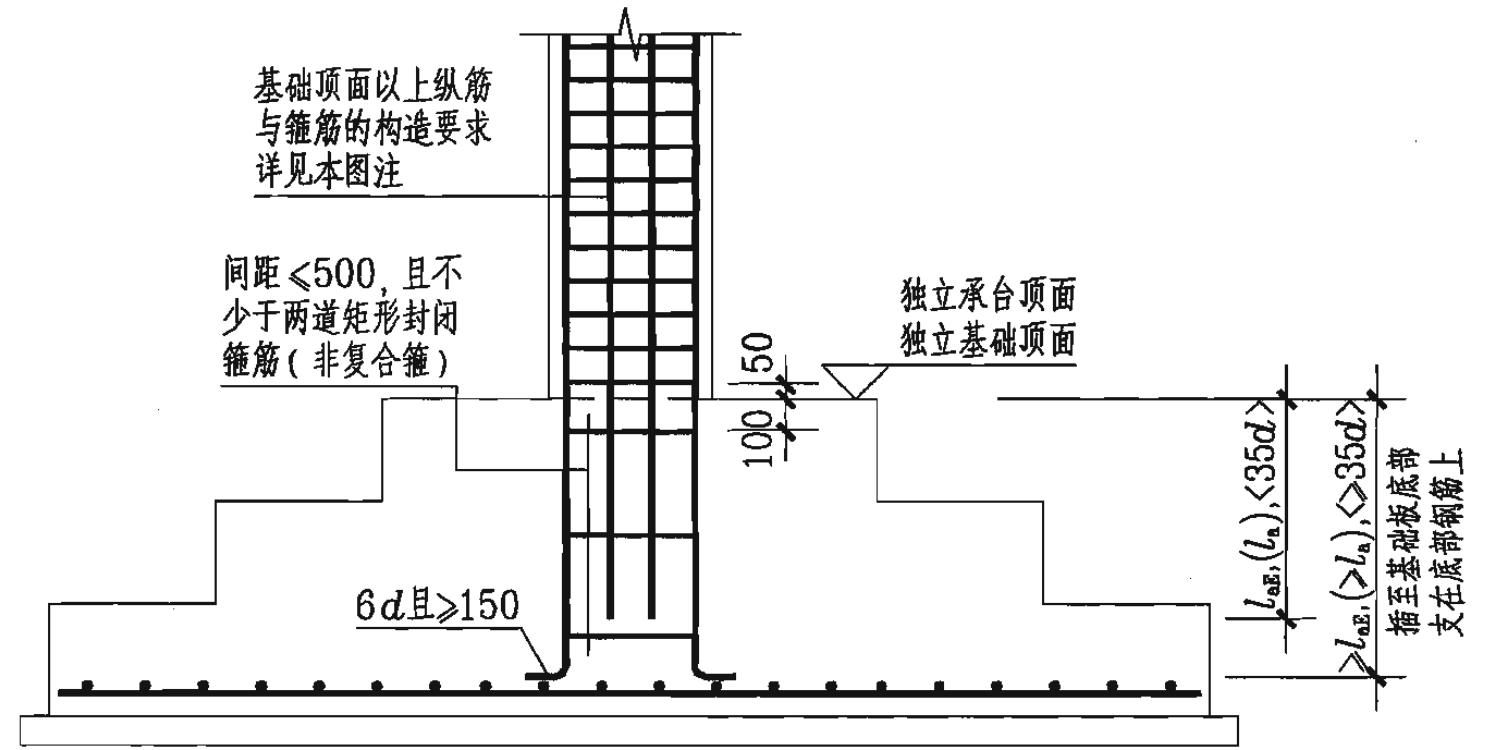 基础顶面以上纵筋
与箍筋的构造要求
详见本图注
间距≤500,且不
少于两道矩形封闭
箍筋(非复合箍)
独立承台顶面
独立基础顶面
50
100
6d且≥150
laE,(la),<35d>
>laE,(>la),<≥35d>
插至基础板底部
支在底部钢筋上